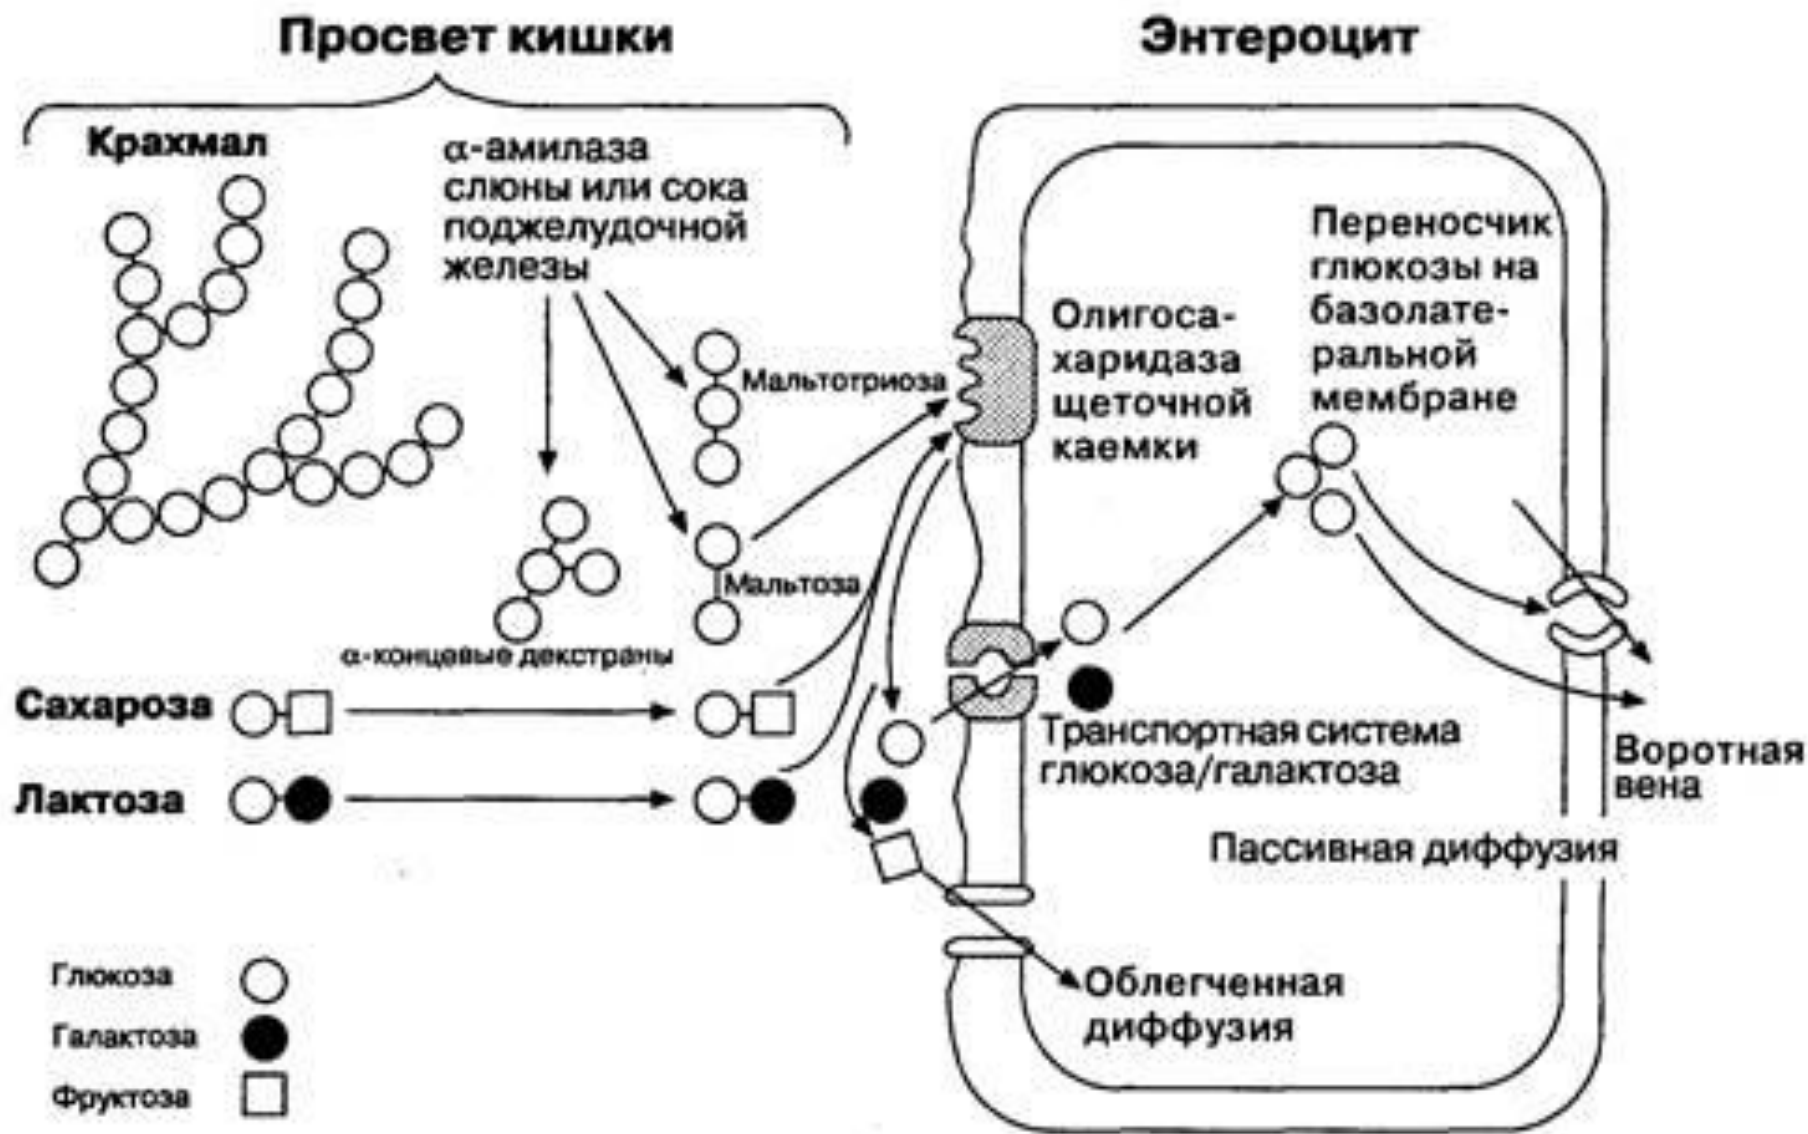 Просвет кишки
Энтероцит
Крахмал
α-амилаза
слюны или сока
поджелудочной
железы
Мальтотриоза
Мальтоза
α-концевые декстраны
Сахароза
Лактоза
Глюкоза
Галактоза
Фруктоза
Олигоса-
харидаза
щеточной
каемки
Переносчик
глюкозы на
базолате-
ральной
мембране
Транспортная система
глюкоза/галактоза
Воротная
вена
Пассивная диффузия
Облегченная
диффузия